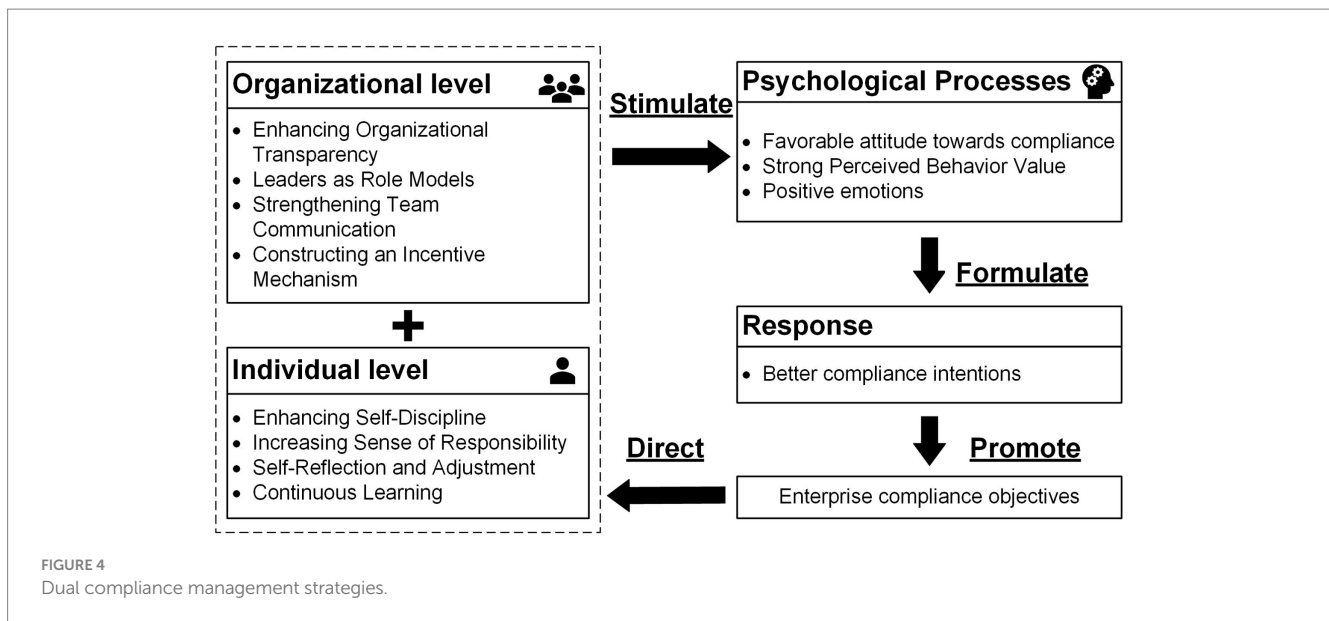 Organizational level
• Enhancing Organizational
Transparency
• Leaders as Role Models
• Strengthening Team
Communication
• Constructing an Incentive
Mechanism
+
Individual level
• Enhancing Self-Discipline
• Increasing Sense of Responsibility
• Self-Reflection and Adjustment
• Continuous Learning
Stimulate
Psychological Processes
• Favorable attitude towards compliance
• Strong Perceived Behavior Value
• Positive emotions
Formulate
Response
• Better compliance intentions
Promote
Enterprise compliance objectives
Direct
FIGURE 4
Dual compliance management strategies.